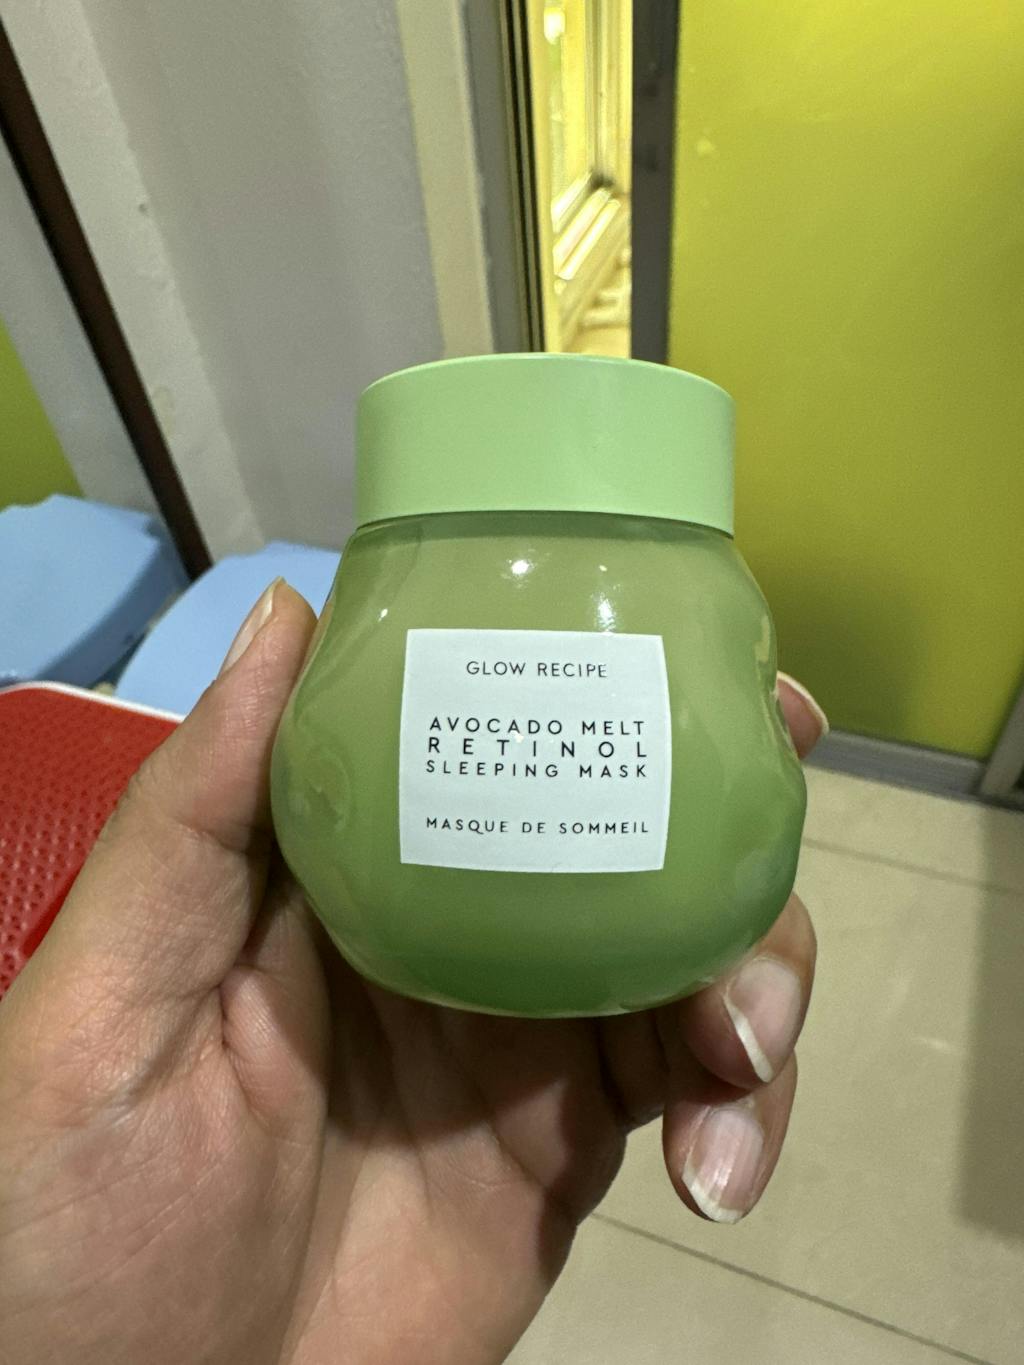 GLOW RECIPE
AVOCADO MELT
RETINOL
SLEEPING MASK
MASQUE DE SOMMEIL